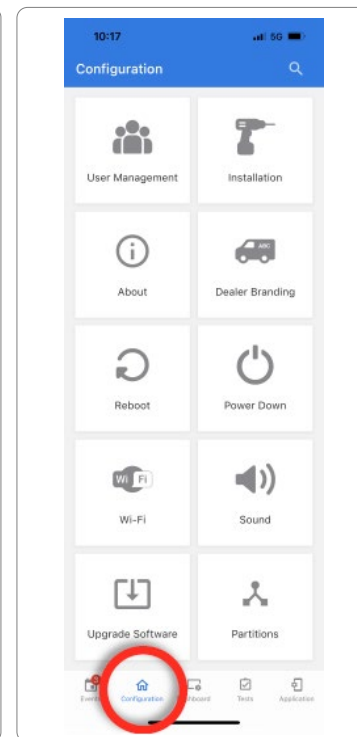 10:17 5G
Configuration
User Management Installation
ABC
About Dealer Branding
Reboot Power Down
Wi Fi
Wi-Fi Sound
Upgrade Software Partitions
Configuration Tests Application